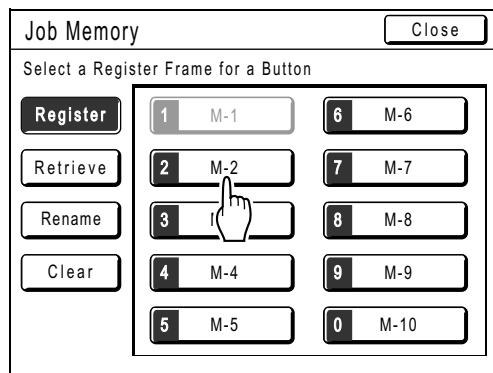 Job Memory
Close
Select a Register Frame for a Button
Register
Retrieve
Rename
Clear
1 M-1
2 M-2
3
4 M-4
5 M-5
6 M-6
7 M-7
8 M-8
9 M-9
0 M-10